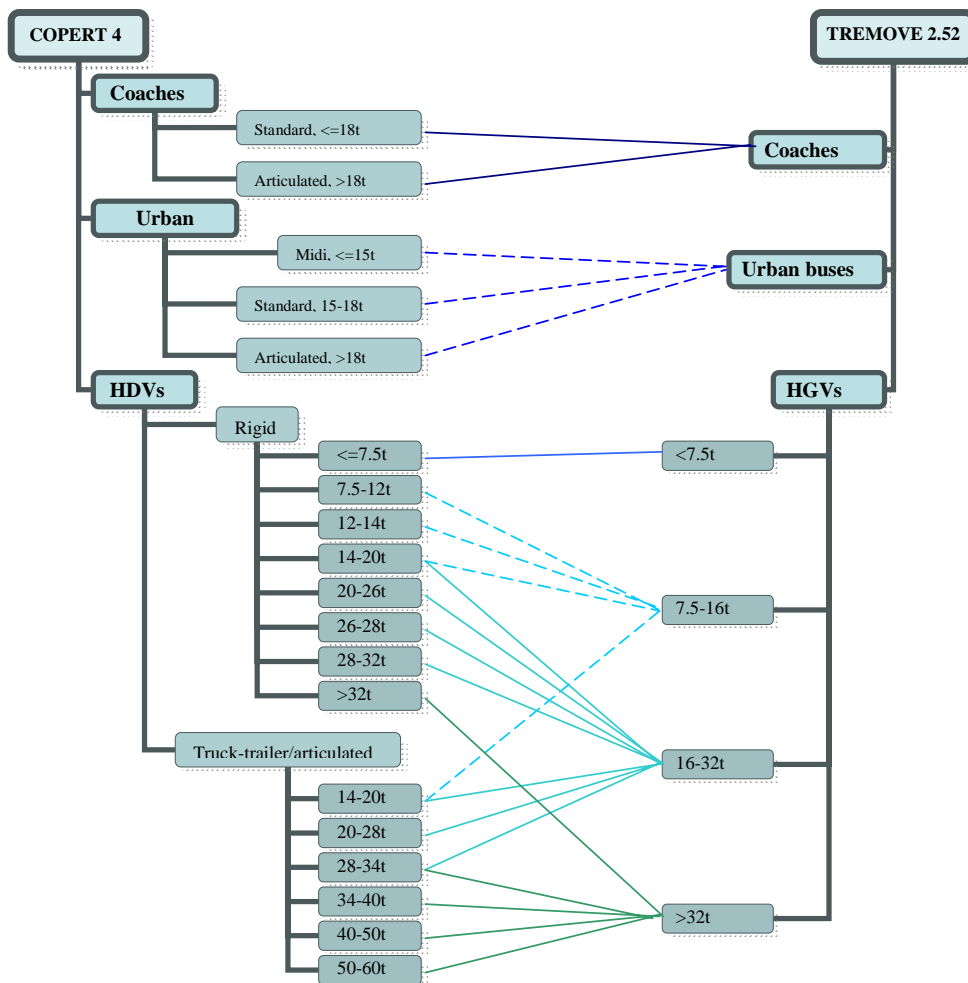 COPERT 4
TREMOVE 2.52
Coaches
Standard, <=18t
Articulated, >18t
Coaches
Urban
Midi, <=15t
Standard, 15-18t
Articulated, >18t
Urban buses
HDVs
HGVs
Rigid
<=7.5t
7.5-12t
12-14t
14-20t
20-26t
26-28t
28-32t
>32t
<7.5t
7.5-16t
16-32t
>32t
Truck-trailer/articulated
14-20t
20-28t
28-34t
34-40t
40-50t
50-60t